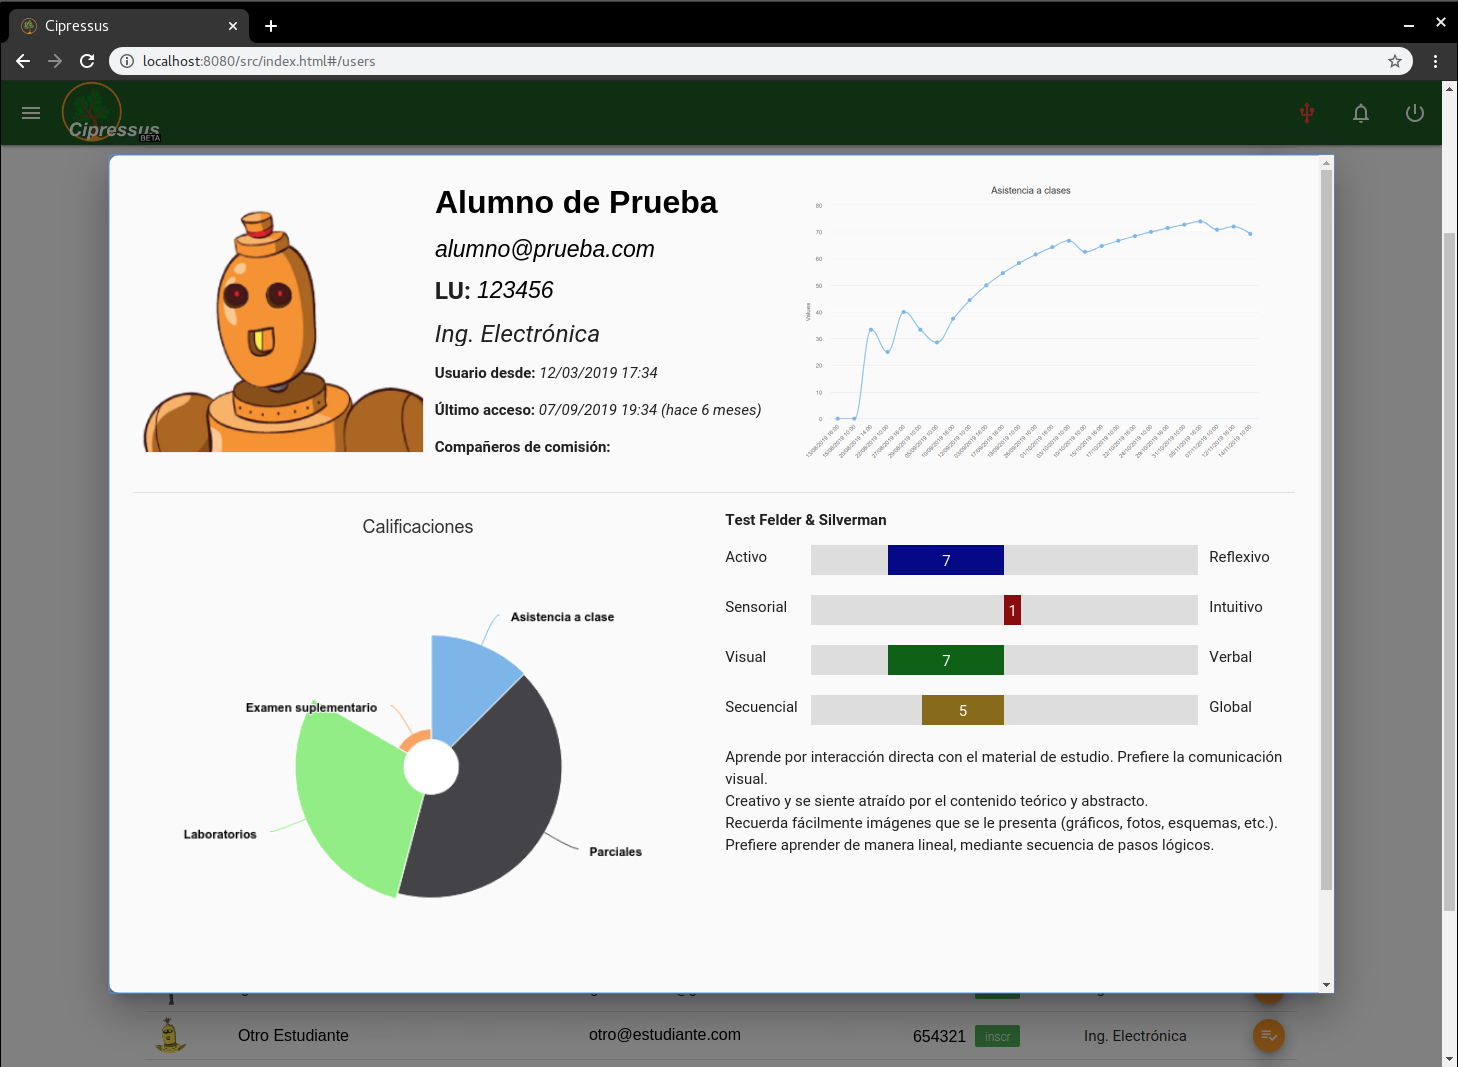 Cipressus
localhost:8080/src/index.html#/users
Cipressus
BETA
Alumno de Prueba
alumno@prueba.com
LU: 123456
Ing. Electrónica
Usuario desde: 12/03/2019 17:34
Último acceso: 07/09/2019 19:34 (hace 6 meses)
Compañeros de comisión:
Asistencia a clases
Values
80
70
60
50
40
30
20
10
0
Calificaciones
Asistencia a clase
Examen suplementario
Laboratorios
Parciales
Test Felder & Silverman
Activo 7 Reflexivo
Sensorial 1 Intuitivo
Visual 7 Verbal
Secuencial 5 Global
Aprende por interacción directa con el material de estudio. Prefiere la comunicación
visual.
Creativo y se siente atraído por el contenido teórico y abstracto.
Recuerda fácilmente imágenes que se le presenta (gráficos, fotos, esquemas, etc.).
Prefiere aprender de manera lineal, mediante secuencia de pasos lógicos.
Otro Estudiante otro@estudiante.com 654321 inscr Ing. Electrónica